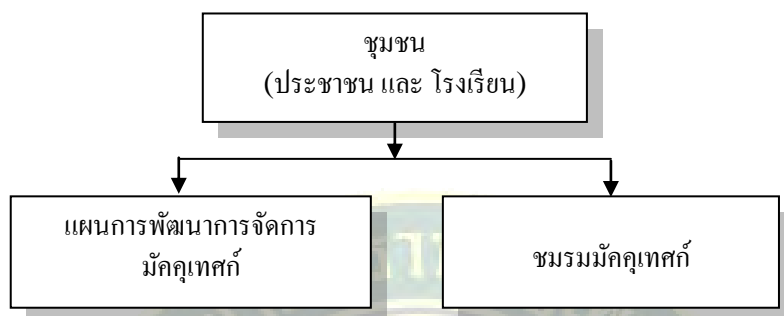 ชุมชน
(ประชาชน และ โรงเรียน)
แผนการพัฒนาการจัดการ
มัคคุเทศก์
ชมรมมัคคุเทศก์